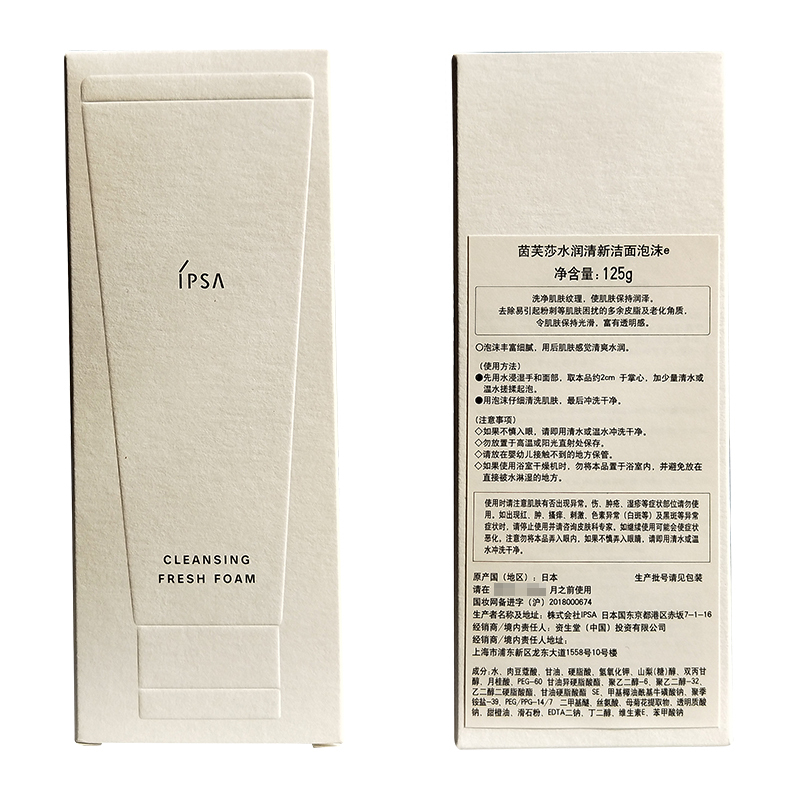 ÍPSA
CLEANSING
FRESH FOAM
茵芙莎水润清新洁面泡沫e
净含量：125g
洗净肌肤纹理，使肌肤保持润泽。
去除易引起粉刺等肌肤困扰的多余皮脂及老化角质，
令肌肤保持光滑，富有透明感。
○泡沫丰富细腻，用后肌肤感觉清爽水润。
(使用方法)
●先用水浸湿手和面部，取本品约2cm 于掌心，加少量清水或
温水搓揉起泡。
●用泡沫仔细清洗肌肤，最后冲洗干净。
(注意事项)
◇如果不慎入眼，请即用清水或温水冲洗干净。
◇勿放置于高温或阳光直射处保存。
◇请放在婴幼儿接触不到的地方保管。
◇如果使用浴室干燥机时，勿将本品置于浴室内，并避免放在
直接被水淋湿的地方。
使用时请注意肌肤有否出现异常。伤、肿疮、湿疹等症状部位请勿使
用。如出现红、肿、搔痒、刺激、色素异常（白斑等）及黑斑等异常
症状时，请停止使用并请咨询皮肤科专家，如继续使用可能会使症状
恶化。注意勿将本品弄入眼内，如果不慎弄入眼睛，请即用清水或温
水冲洗干净。
原产国（地区）：日本 生产批号请见包装
请在 月之前使用
国妆网备进字（沪）2018000674
生产者名称及地址：株式会社IPSA 日本国东京都港区赤坂7-1-16
经销商/境内责任人：资生堂（中国）投资有限公司
经销商/境内责任人地址：
上海市浦东新区龙东大道1558号10号楼
成分:水、肉豆蔻酸、甘油、硬脂酸、氢氧化钾、山梨(糖)醇、双丙甘
醇、月桂酸、PEG-60 甘油异硬脂酸酯、聚乙二醇-6、聚乙二醇-32、
乙二醇二硬脂酸酯、甘油硬脂酸酯 SE、甲基椰油酰基牛磺酸钠、聚季
铵盐-39、PEG/PPG-14/7 二甲基醚、丝氨酸、母菊花提取物、透明质酸
钠、甜橙油、滑石粉、EDTA二钠、丁二醇、维生素E、苯甲酸钠